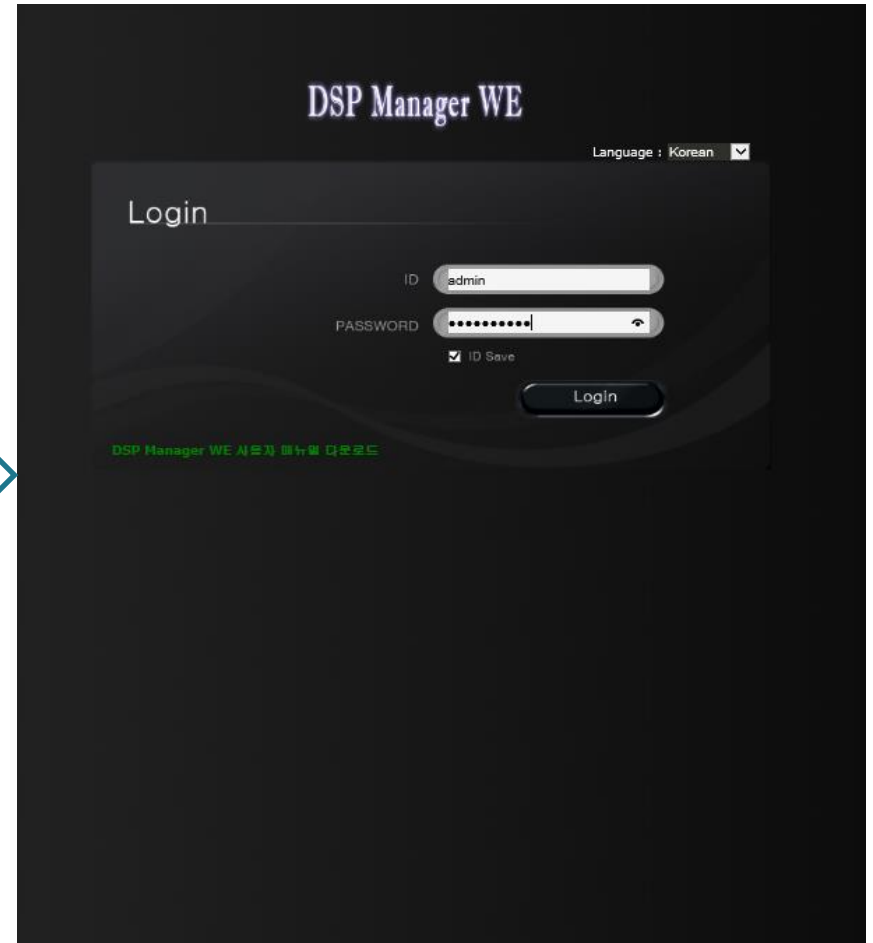 DSP Manager WE
Language : Korean
Login
ID admin
PASSWORD ••••••••••
ID Save
Login
DSP Manager WE 사용자 매뉴얼 다운로드